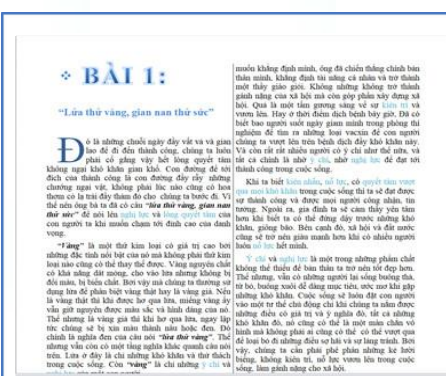 ❖ BÀI 1:
“Lửa thử vàng, gian nan thử sức”
Đó là những chuỗi ngày đầy vất vả và gian
lao để đi đến thành công, chúng ta luôn
phải cố gắng vậy hết lòng quyết tâm
không ngại khó khăn gian khổ. Con đường để tới
đích của thành công là con đường đầy rẫy những
chướng ngại vật, không phải lúc nào cũng có hoa
thơm cỏ lạ trải đầy thảm đỏ cho chúng ta bước đi. Vì
thế nên ông bà ta đã có câu “lửa thử vàng, gian nan
thử sức” để nói lên nghị lực và lòng quyết tâm của
con người ta khi muốn chạm tới đỉnh cao của danh
vọng.
“Vàng” là một thứ kim loại có giá trị cao bởi
những đặc tính nổi bật của nó mà không phải thứ kim
loại nào cũng có thể thay thế được. Vàng nguyên chất
có khả năng dát mỏng, cho vào lửa nhưng không bị
đổi màu, bị biến chất. Bởi vậy mà chúng ta thường sử
dụng lửa để phân biệt vàng thật hay là vàng giả. Nếu
là vàng thật thì khi được hơ qua lửa, miếng vàng ấy
vẫn giữ nguyên được màu sắc và hình dáng của nó.
Thế nhưng là vàng giả thì khi hơ qua lửa, ngay lập
tức chúng sẽ bị xỉn màu thành nâu hoặc đen. Đó
chính là nghĩa đen của câu nói “lửa thử vàng”. Thế
nhưng vẫn còn có một tầng nghĩa khác quanh câu nói
trên. Lửa ở đây là chỉ những khó khăn và thử thách
trong cuộc sống. Còn “vàng” là chỉ những ý chí và
muốn khẳng định mình, ông đã chiến thắng chính bản
thân mình, khẳng định tài năng cá nhân và trở thành
một thầy giáo giỏi. Không những không trở thành
gánh nặng của xã hội mà còn góp phần xây dựng xã
hội. Quả là một tấm gương sáng về sự kiên trì và
vươn lên. Hay ở thời điểm dịch bệnh bây giờ, Đã có
biết bao người suốt ngày giam mình trong phòng thí
nghiệm để tìm ra những loại vacxin để con người
chúng ta vượt lên trên bệnh dịch đầy khó khăn này.
Và còn rất rất nhiều người có ý chí như thế nữa, và
tất cả chính là nhờ ý chí, nhờ nghị lực để đạt tới
thành công trong cuộc sống.
Khi ta biết kiên nhẫn, nỗ lực, có quyết tâm vượt
qua mọi khó khăn trong cuộc sống thì ta sẽ đạt được
sự thành công và được mọi người công nhận, tin
tưởng. Ngoài ra, gia đình ta sẽ cảm thấy yên tâm
hơn khi biết ta có thể đứng dậy trước những khó
khăn, giông bão. Bên cạnh đó, xã hội và đất nước
cũng sẽ trở nên giàu mạnh hơn khi có nhiều người
luôn nỗ lực hết mình.
Ý chí và nghị lực là một trong những phẩm chất
không thể thiếu để bản thân ta trở nên tốt đẹp hơn.
Thế nhưng, vẫn có những người lại sống buông thả,
từ bỏ, buông xuôi dễ dàng mục tiêu, ước mơ khi gặp
những khó khăn. Cuộc sống sẽ luôn đặt con người
vào một tư thế chủ động chỉ khi chúng ta nắm được
những điều có giá trị và ý nghĩa đó, tất cả những
khó khăn đó, nó cũng có thể là một màn chắn vô
hình mà không phải ai cũng có thể có thể vượt qua
để loại bỏ đi những điều sợ hãi và sự lảng tránh. Bởi
vậy, chúng ta cần phải phê phán những kẻ lười
biếng, không kiên trì, nỗ lực vươn lên trong cuộc
sống, làm gánh nặng cho xã hội.